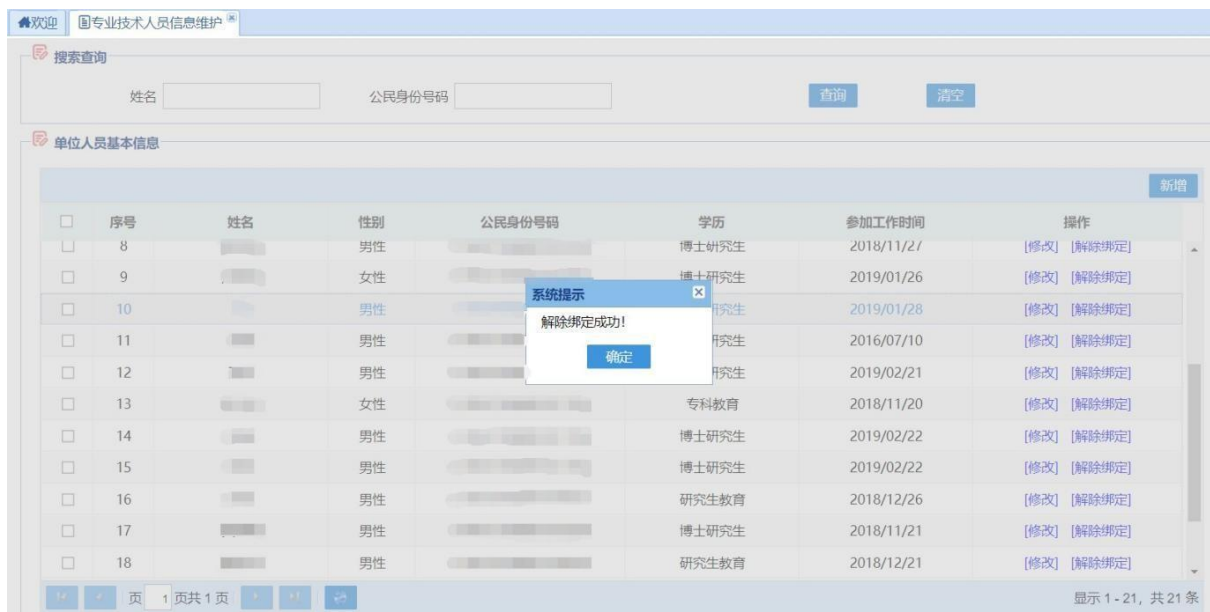 欢迎 专业技术人员信息维护
搜索查询
姓名 公民身份号码 查询 清空
单位人员基本信息
新增
序号 姓名 性别 公民身份号码 学历 参加工作时间 操作
8 男性 博士研究生 2018/11/27 [修改] [解除绑定]
9 女性 博士研究生 2019/01/26 [修改] [解除绑定]
系统提示
10 男性 研究生 2019/01/28 [修改] [解除绑定]
解除绑定成功!
11 男性 研究生 2016/07/10 [修改] [解除绑定]
确定
12 男性 研究生 2019/02/21 [修改] [解除绑定]
13 女性 专科教育 2018/11/20 [修改] [解除绑定]
14 男性 博士研究生 2019/02/22 [修改] [解除绑定]
15 男性 博士研究生 2019/02/22 [修改] [解除绑定]
16 男性 研究生教育 2018/12/26 [修改] [解除绑定]
17 男性 博士研究生 2018/11/21 [修改] [解除绑定]
18 男性 研究生教育 2018/12/21 [修改] [解除绑定]
页 1 页共 1 页 显示 1 - 21, 共 21 条